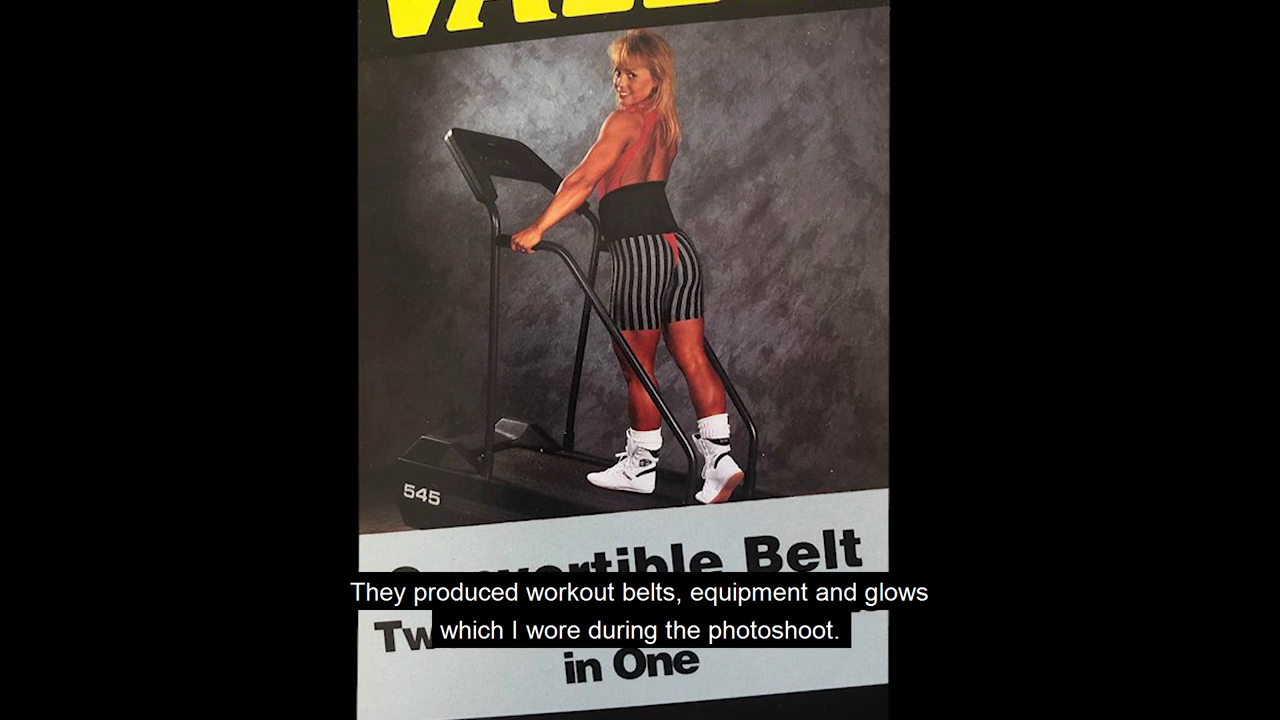 545
Convertible Belt
They produced workout belts, equipment and glows
which I wore during the photoshoot.
in One